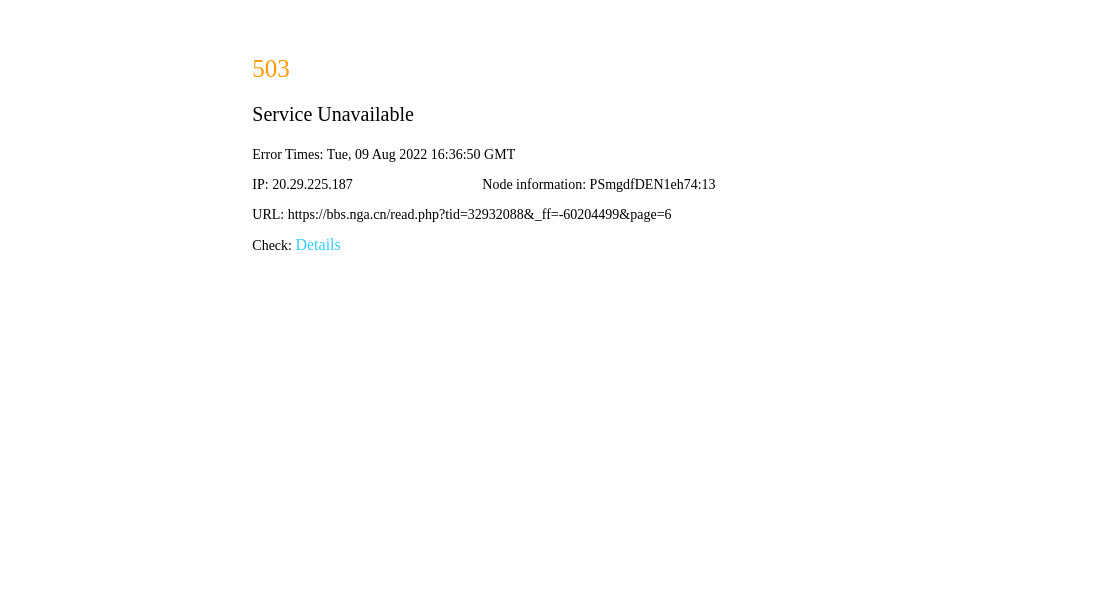 503
Service Unavailable
Error Times: Tue, 09 Aug 2022 16:36:50 GMT
IP: 20.29.225.187 Node information: PSmgdfDEN1eh74:13
URL: https://bbs.nga.cn/read.php?tid=32932088&_ff=-60204499&page=6
Check: Details